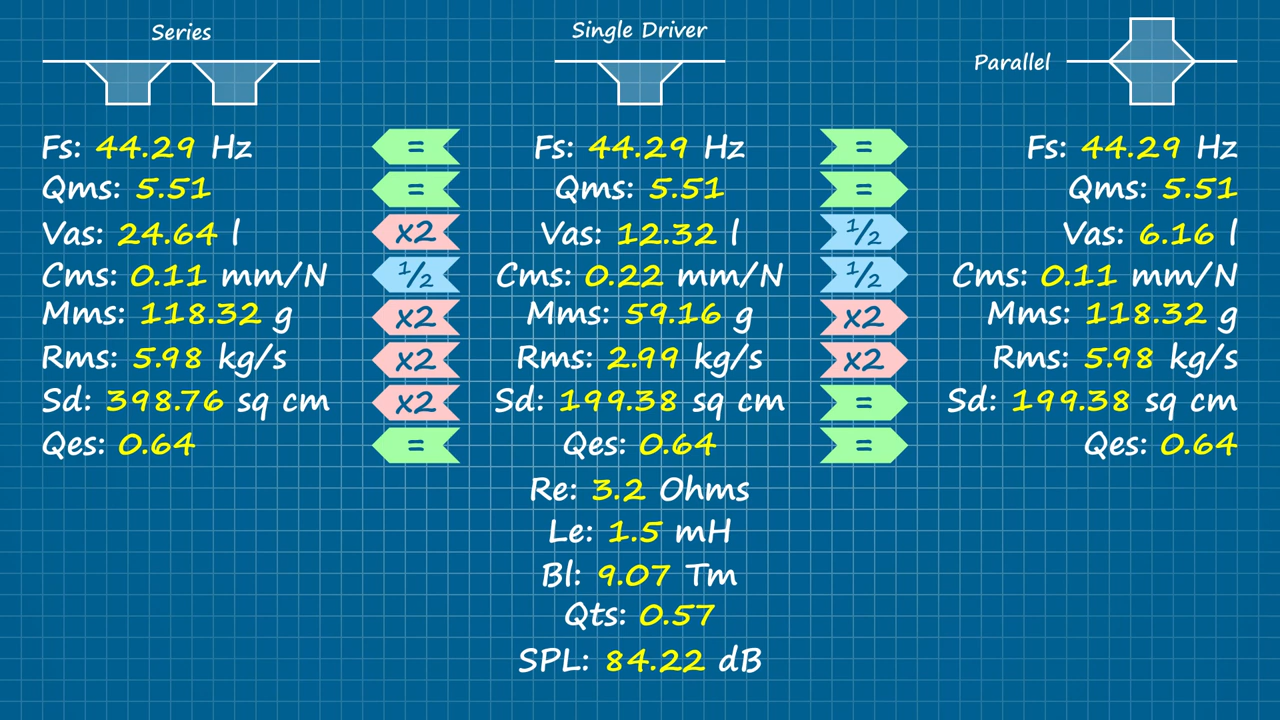 Series
Single Driver
Parallel
Fs: 44.29 Hz = Fs: 44.29 Hz = Fs: 44.29 Hz
Qms: 5.51 = Qms: 5.51 = Qms: 5.51
Vas: 24.64 l x2 Vas: 12.32 l 1/2 Vas: 6.16 l
Cms: 0.11 mm/N 1/2 Cms: 0.22 mm/N 1/2 Cms: 0.11 mm/N
Mms: 118.32 g x2 Mms: 59.16 g x2 Mms: 118.32 g
Rms: 5.98 kg/s x2 Rms: 2.99 kg/s x2 Rms: 5.98 kg/s
Sd: 398.76 sq cm x2 Sd: 199.38 sq cm = Sd: 199.38 sq cm
Qes: 0.64 = Qes: 0.64 = Qes: 0.64
Re: 3.2 Ohms
Le: 1.5 mH
Bl: 9.07 Tm
Qts: 0.57
SPL: 84.22 dB